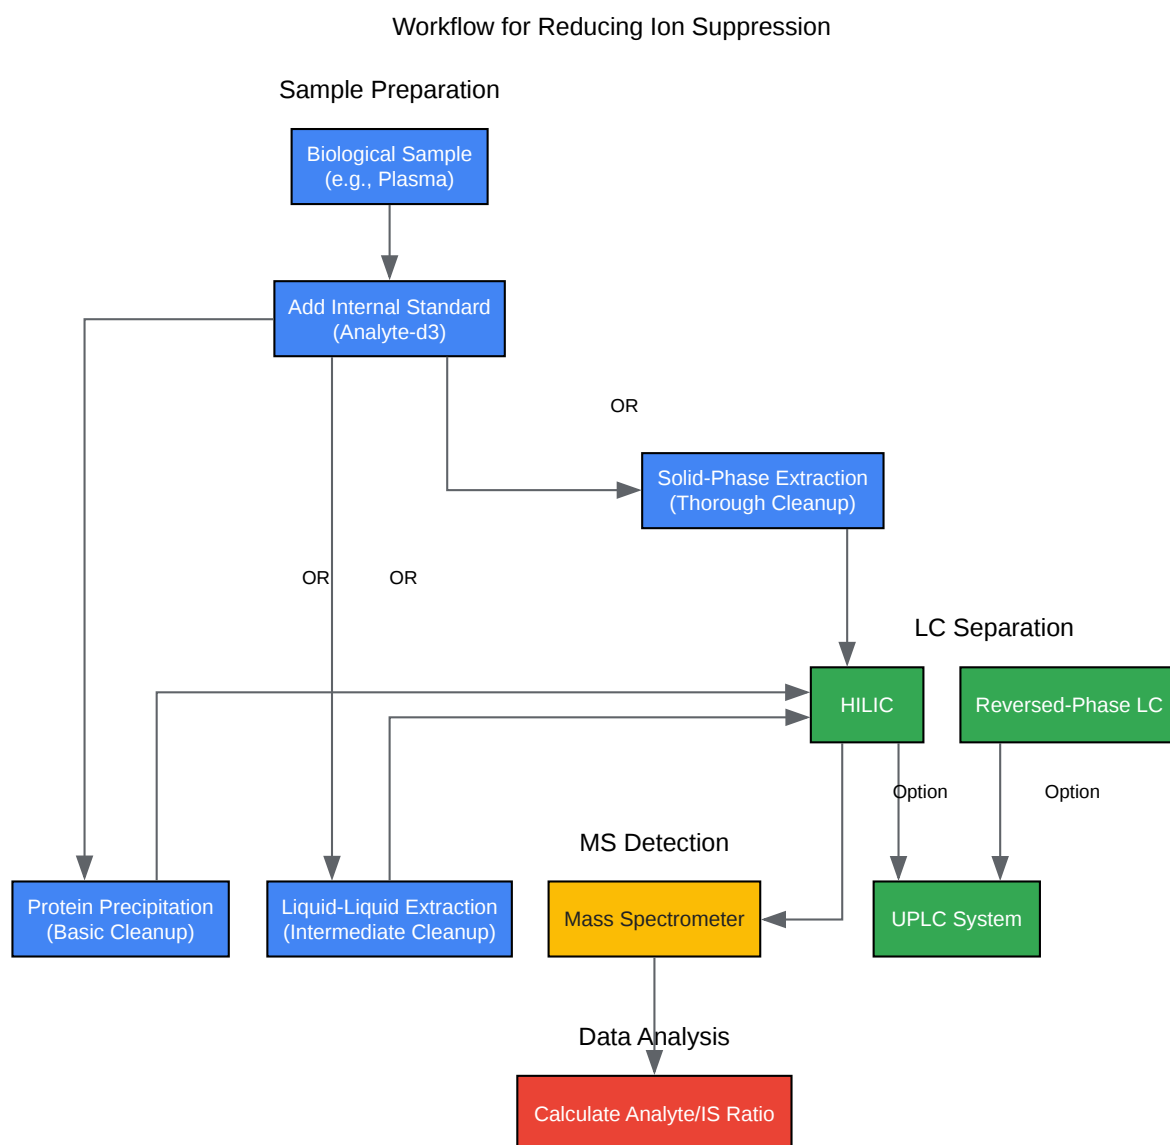 Workflow for Reducing Ion Suppression
Sample Preparation
Biological Sample
(e.g., Plasma)
Add Internal Standard
(Analyte-d3)
OR
Solid-Phase Extraction
(Thorough Cleanup)
OR
OR
LC Separation
HILIC
Reversed-Phase LC
Option
Option
MS Detection
Protein Precipitation
(Basic Cleanup)
Liquid-Liquid Extraction
(Intermediate Cleanup)
Mass Spectrometer
UPLC System
Data Analysis
Calculate Analyte/IS Ratio